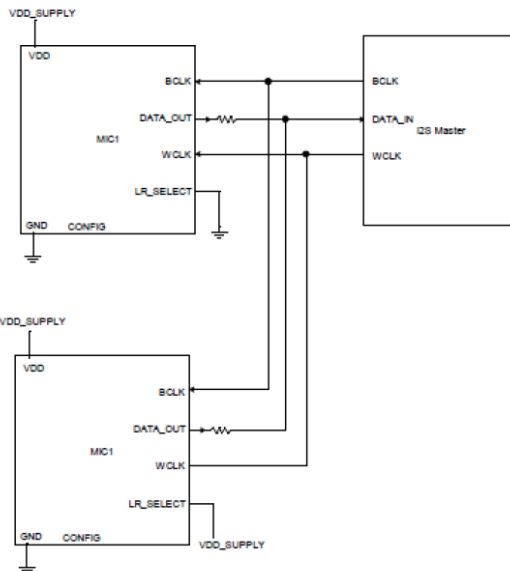 VDD_SUPPLY
VDD
BCLK
DATA_OUT
MIC1
WCLK
LR_SELECT
GND
CONFIG
BCLK
DATA_IN
I2S Master
WCLK
VDD_SUPPLY
VDD
BCLK
DATA_OUT
MIC1
WCLK
LR_SELECT
GND
CONFIG
VDD_SUPPLY